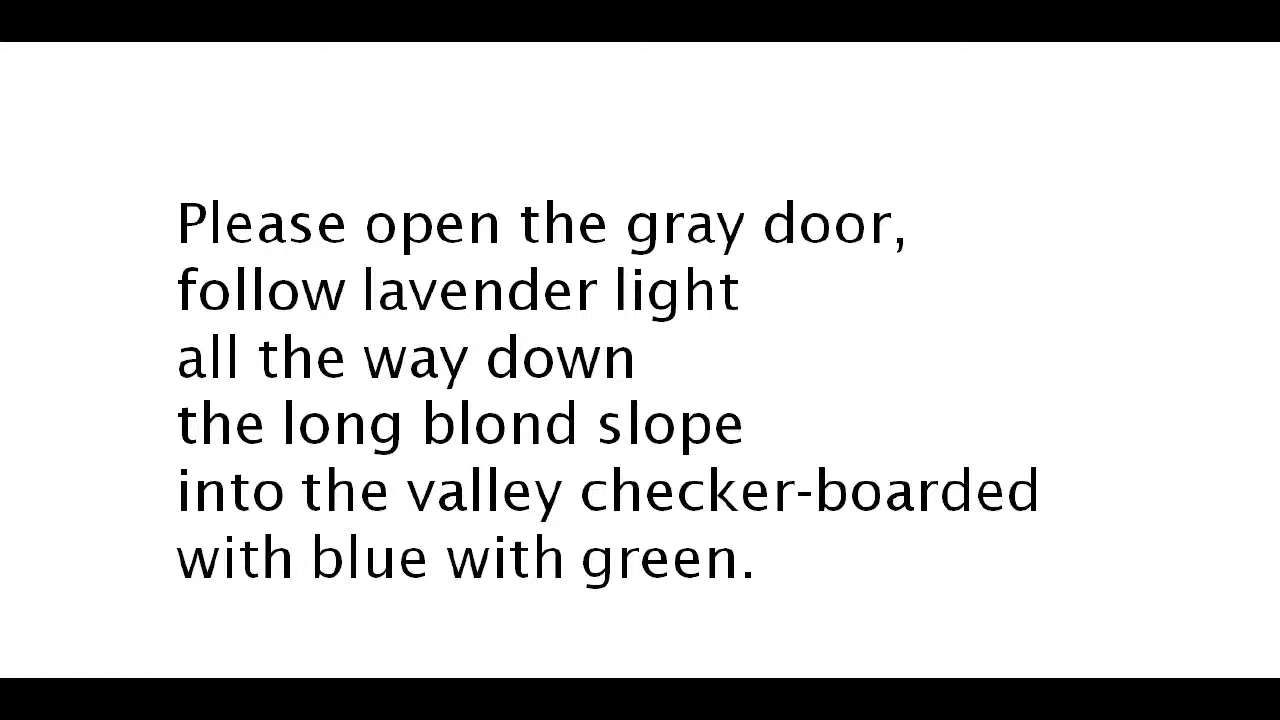 Please open the gray door,
follow lavender light
all the way down
the long blond slope
into the valley checker-boarded
with blue with green.